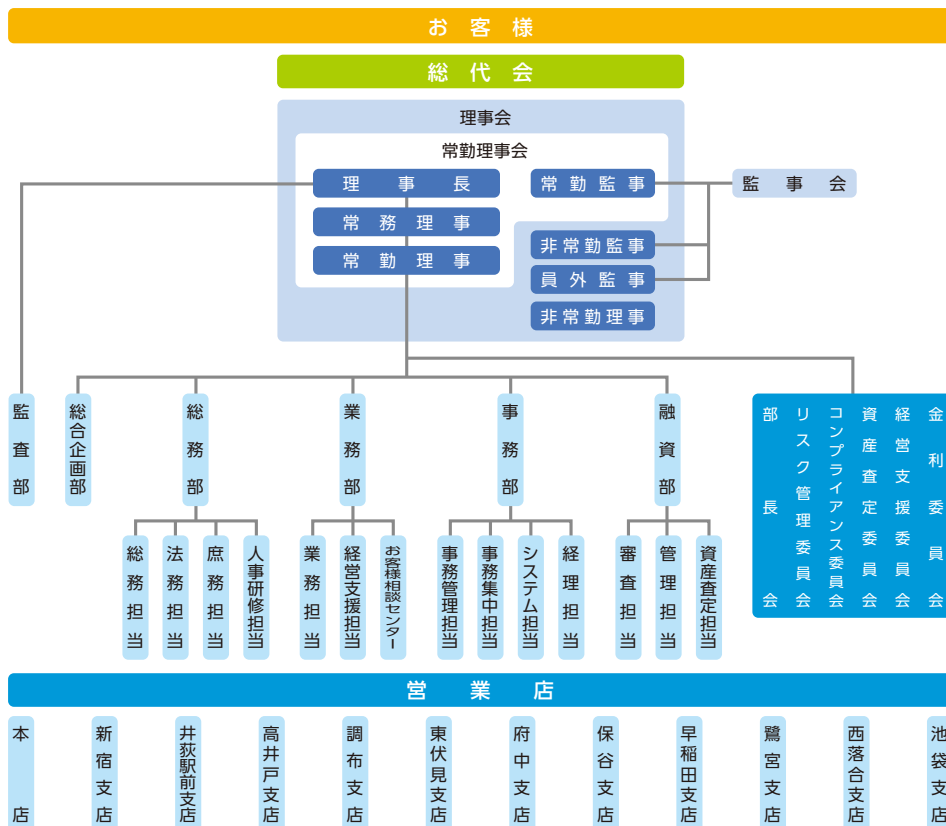 お客様
総代会
理事会
常勤理事会
理事長
常勤監事
監事会
常務理事
非常勤監事
常勤理事
員外監事
非常勤理事
監査部
総合企画部
総務部
業務部
事務部
融資部
部長会
リスク管理委員会
コンプライアンス委員会
資産査定委員会
経営支援委員会
金利委員会
総務担当
法務担当
庶務担当
人事研修担当
業務担当
経営支援担当
お客様相談センター
事務管理担当
事務集中担当
システム担当
経理担当
審査担当
管理担当
資産査定担当
営業店
本店
新宿支店
井荻駅前支店
高井戸支店
調布支店
東伏見支店
府中支店
保谷支店
早稲田支店
鷺宮支店
西落合支店
池袋支店